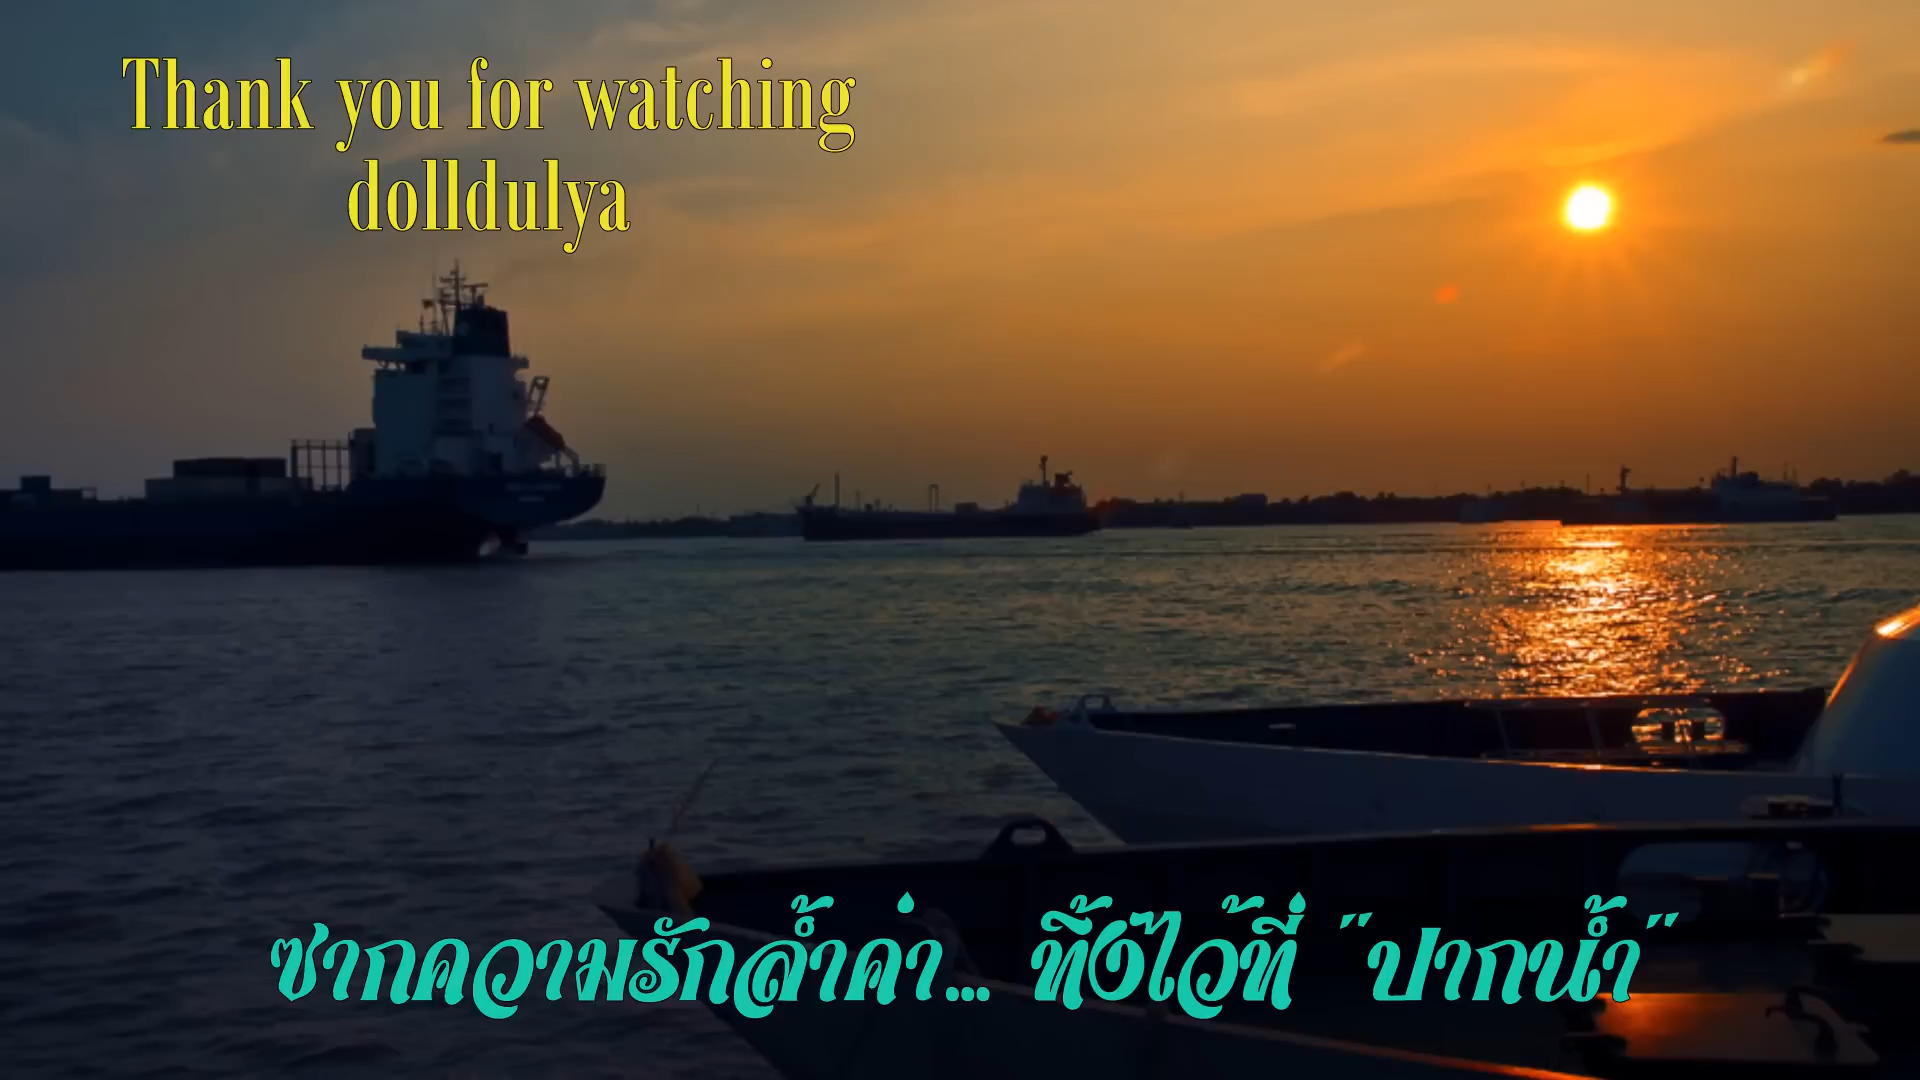 Thank you for watching
dolldulya
ซากความรักล้ำค่า... ทิ้งไว้ที่ "ปากน้ำ"